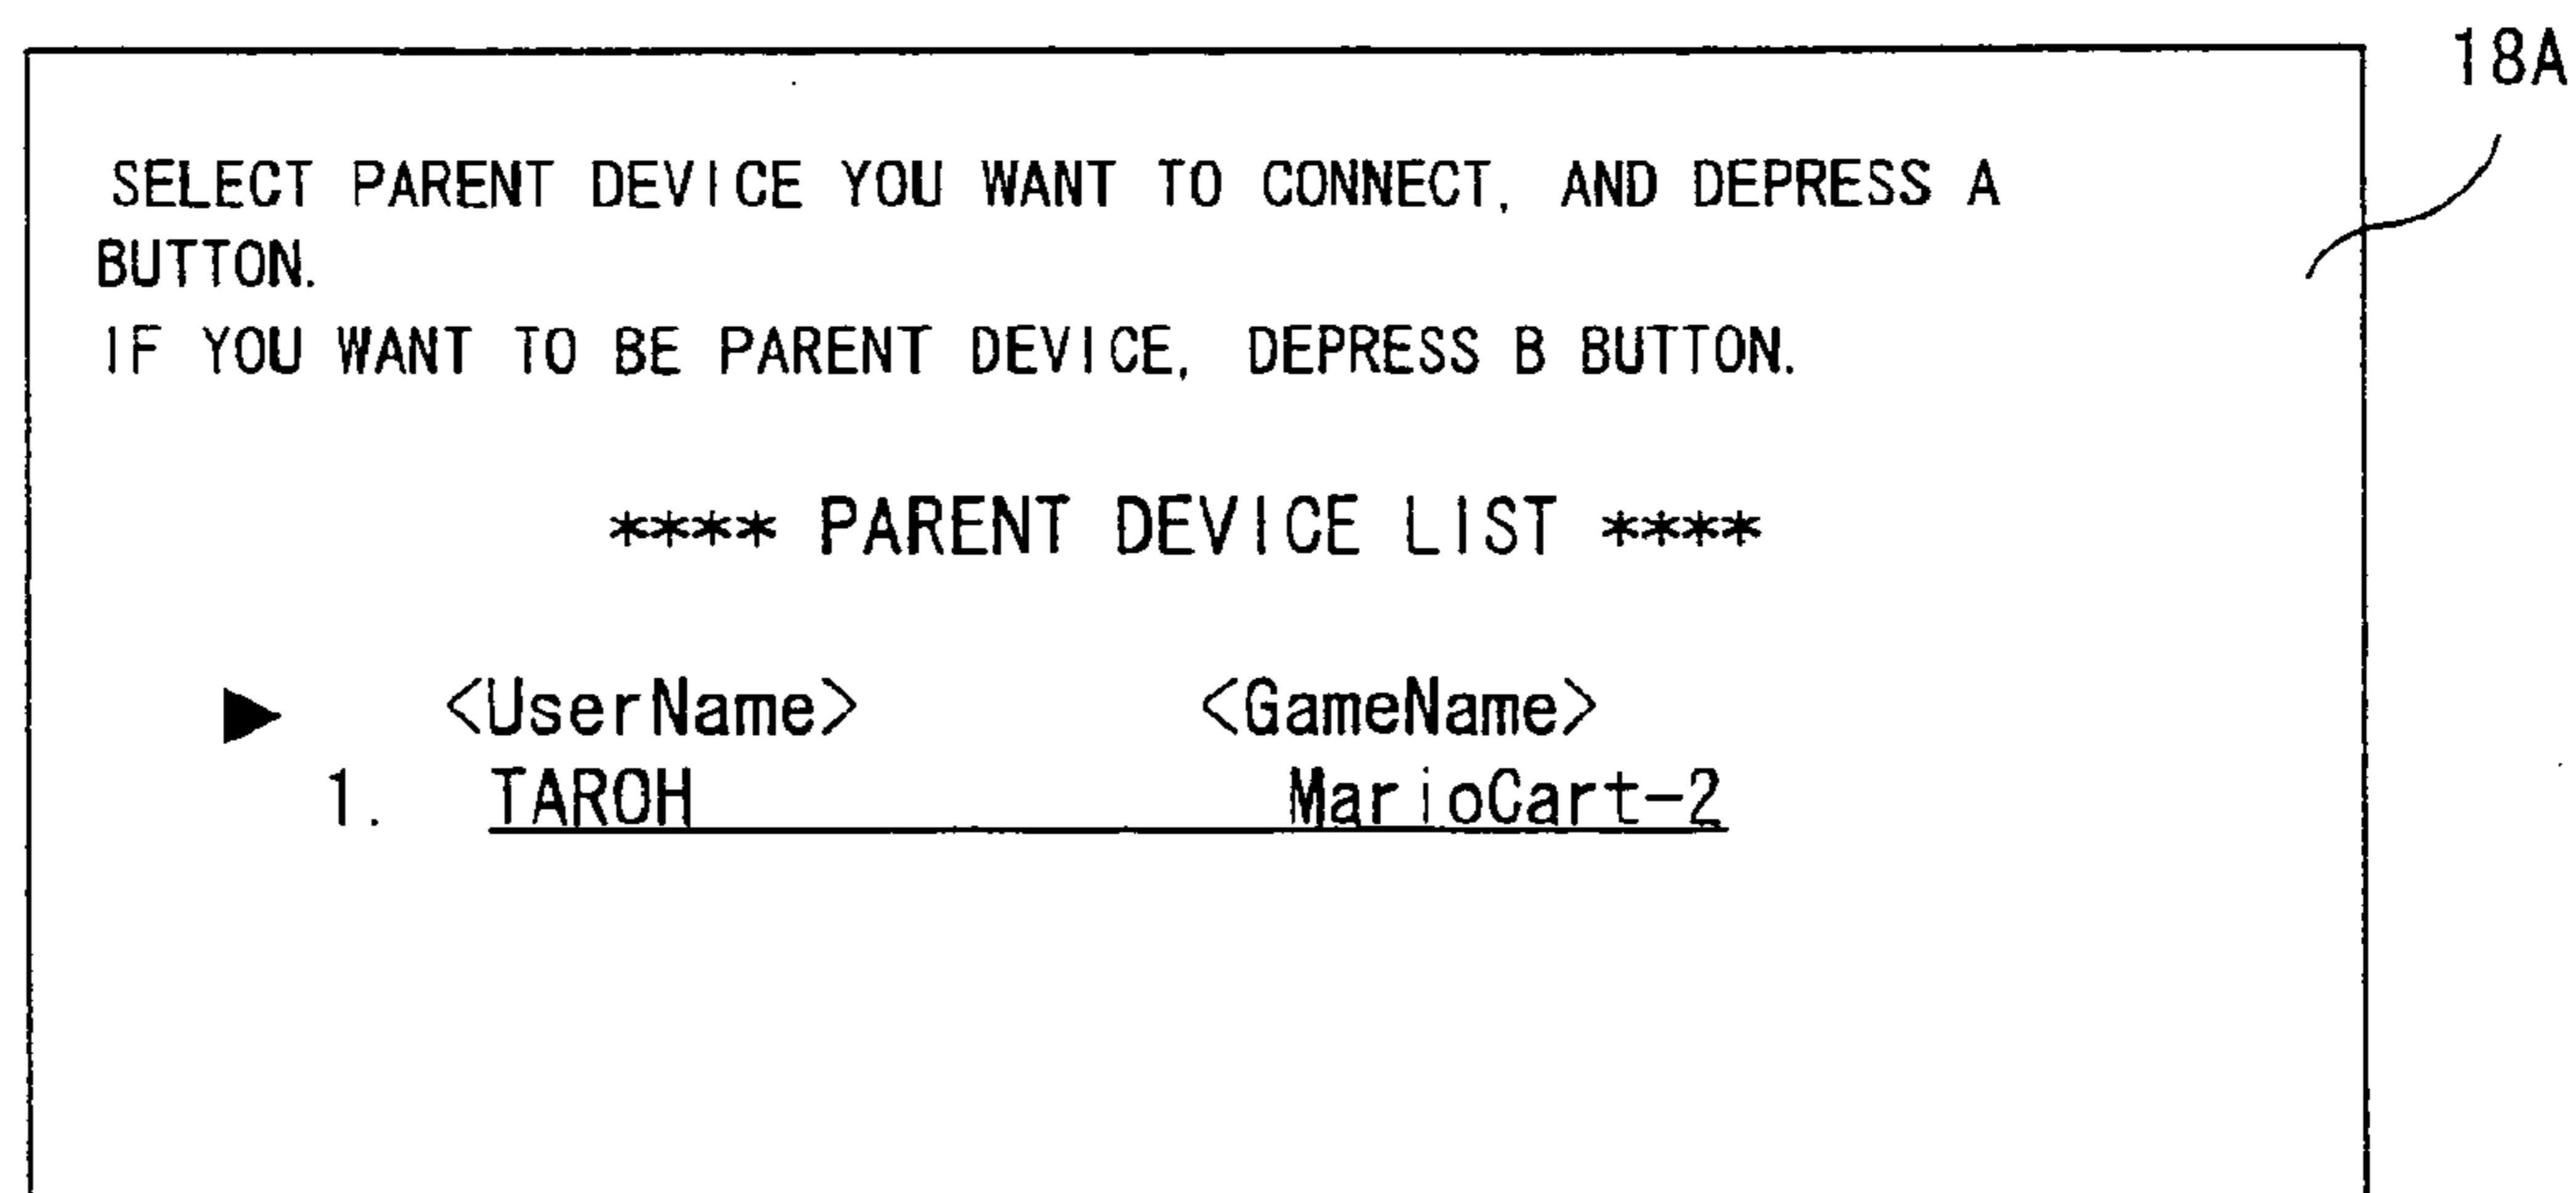 18A
SELECT PARENT DEVICE YOU WANT TO CONNECT, AND DEPRESS A
BUTTON.
IF YOU WANT TO BE PARENT DEVICE, DEPRESS B BUTTON.
**** PARENT DEVICE LIST ****
▶ <UserName> <GameName>
1. TAROH MarioCart-2